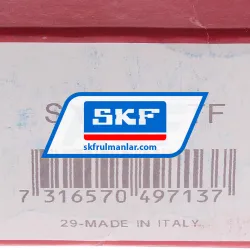 SKF
skfrulmanlar.com
7 316570 497137
29-MADE IN ITALY